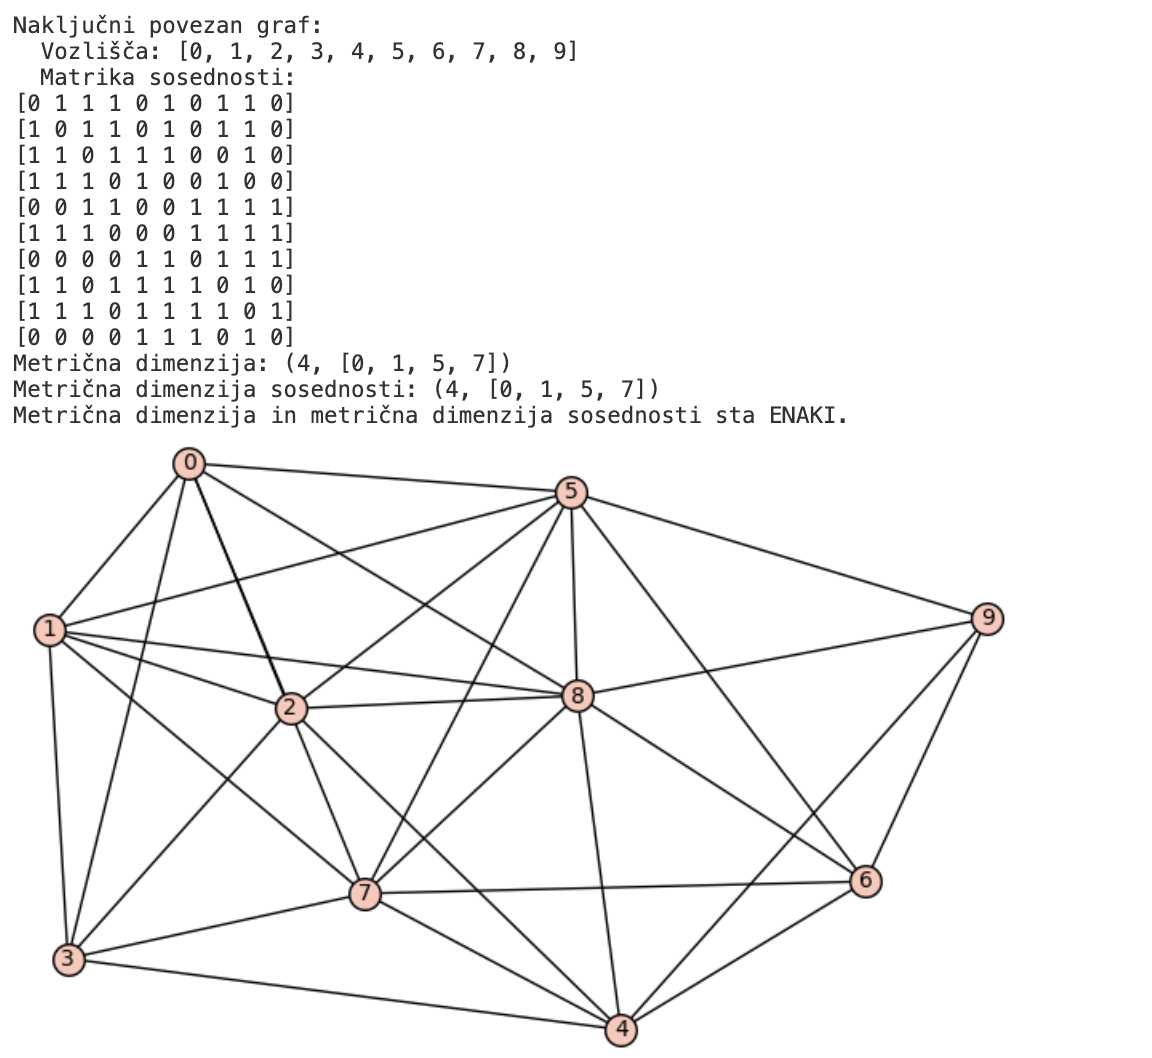 Naključni povezan graf:
  Vozlišča: [0, 1, 2, 3, 4, 5, 6, 7, 8, 9]
  Matrika sosednosti:
[0 1 1 1 0 1 0 1 1 0]
[1 0 1 1 0 1 0 1 1 0]
[1 1 0 1 1 1 0 0 1 0]
[1 1 1 0 1 0 0 1 0 0]
[0 0 1 1 0 0 1 1 1 1]
[1 1 1 0 0 0 1 1 1 1]
[0 0 0 0 1 1 0 1 1 1]
[1 1 0 1 1 1 1 0 1 0]
[1 1 1 0 1 1 1 1 0 1]
[0 0 0 0 1 1 1 0 1 0]
Metrična dimenzija: (4, [0, 1, 5, 7])
Metrična dimenzija sosednosti: (4, [0, 1, 5, 7])
Metrična dimenzija in metrična dimenzija sosednosti sta ENAKI.
0
5
9
1
8
2
6
7
3
4